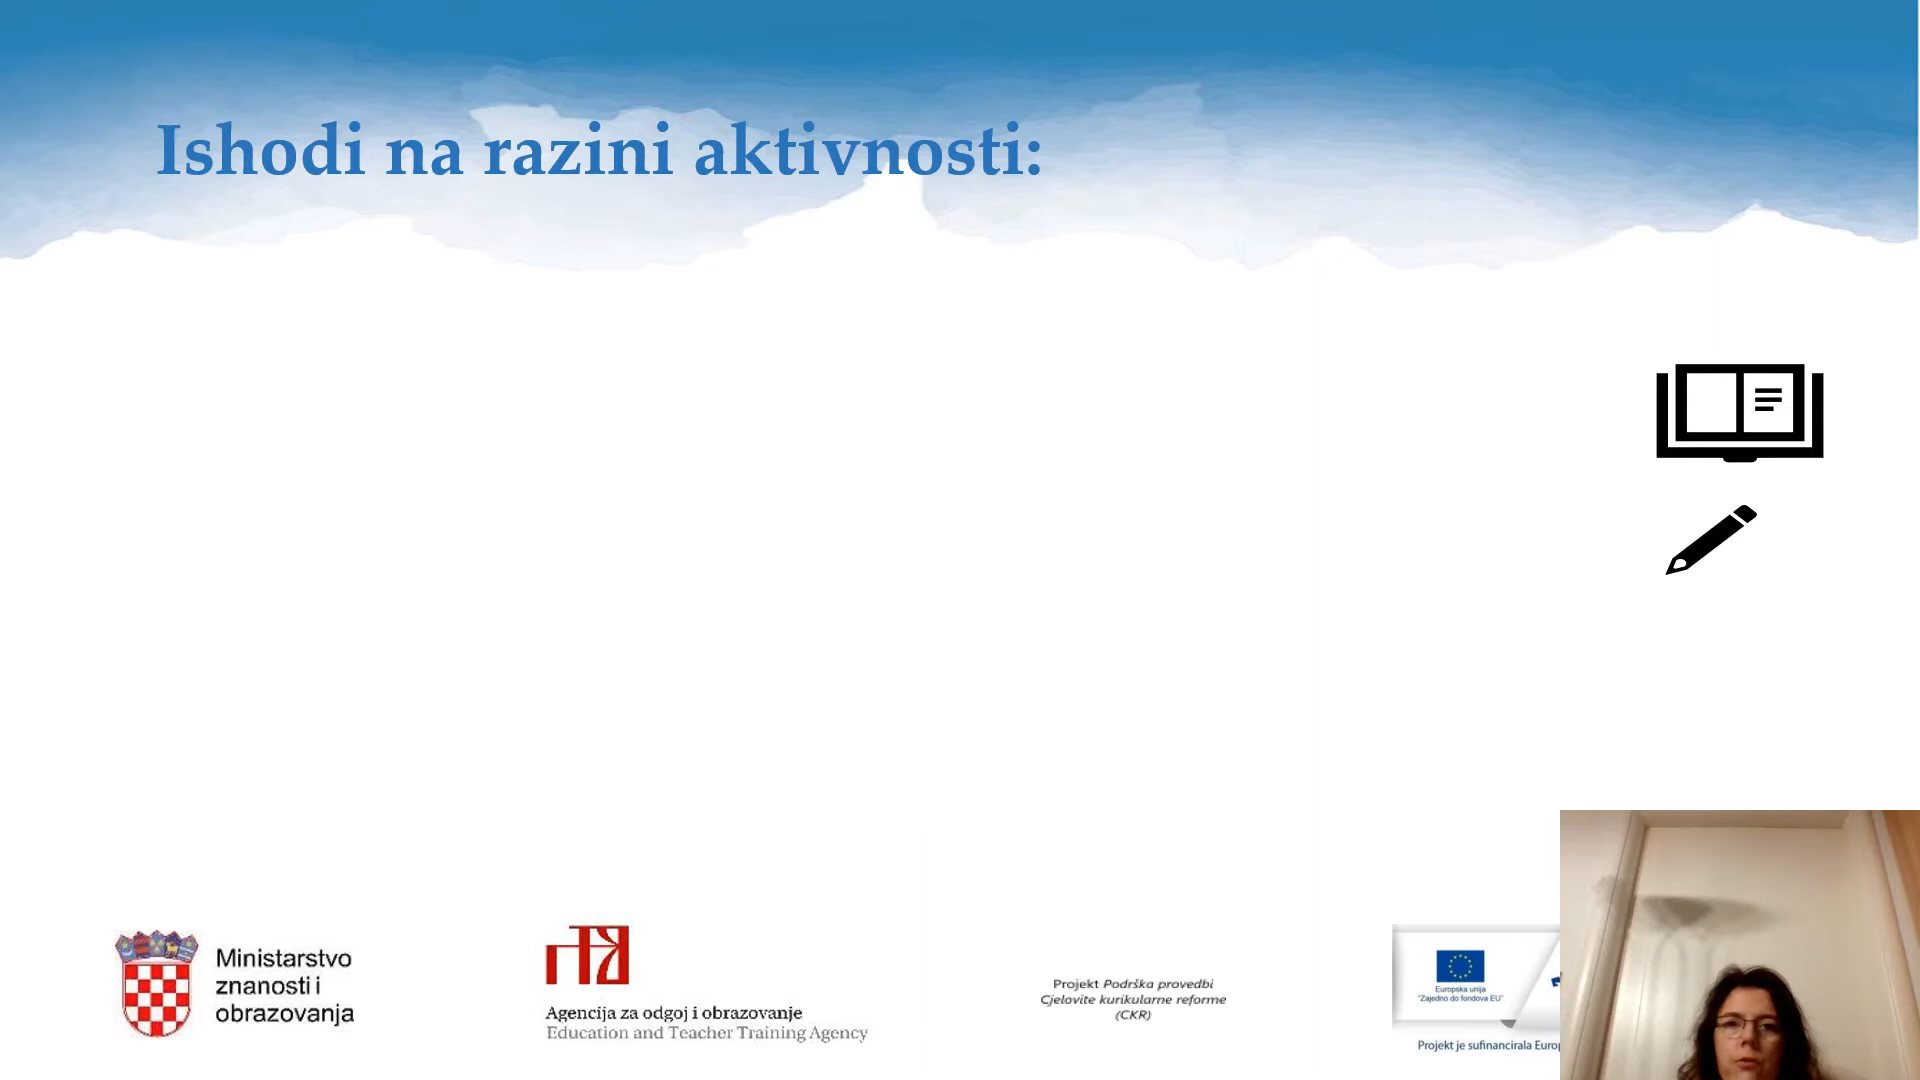 Ishodi na razini aktivnosti:
Ministarstvo
znanosti i
obrazovanja
Agencija za odgoj i obrazovanje
Education and Teacher Training Agency
Projekt Podrška provedbi
Cjelovite kurikularne reforme
(CKR)
Europska unija
"Zajedno do fondova EU"
Projekt je sufinancirala